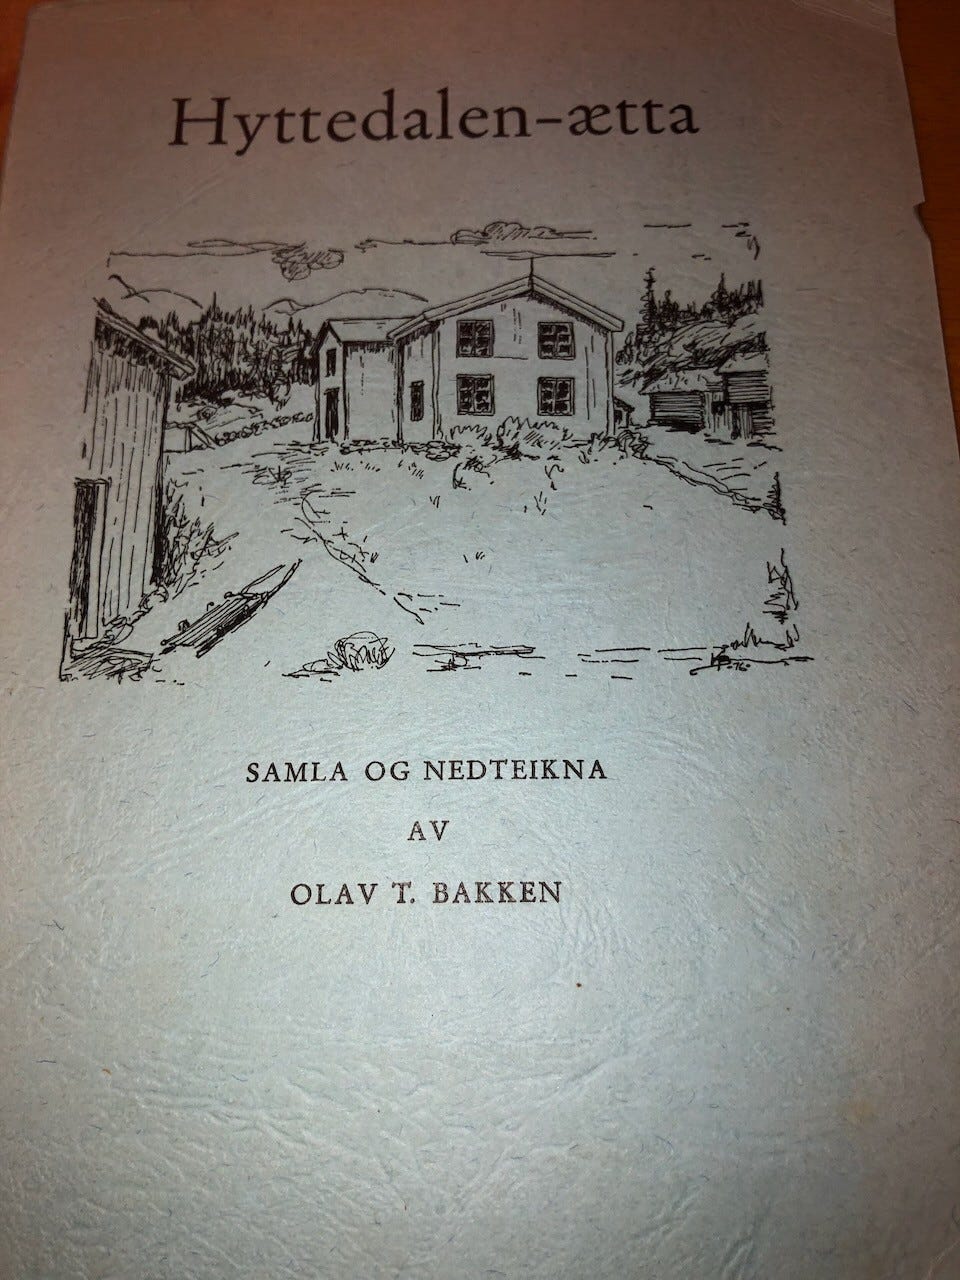 Hyttedalen-ætta
SAMLA OG NEDTEIKNA
AV
OLAV T. BAKKEN